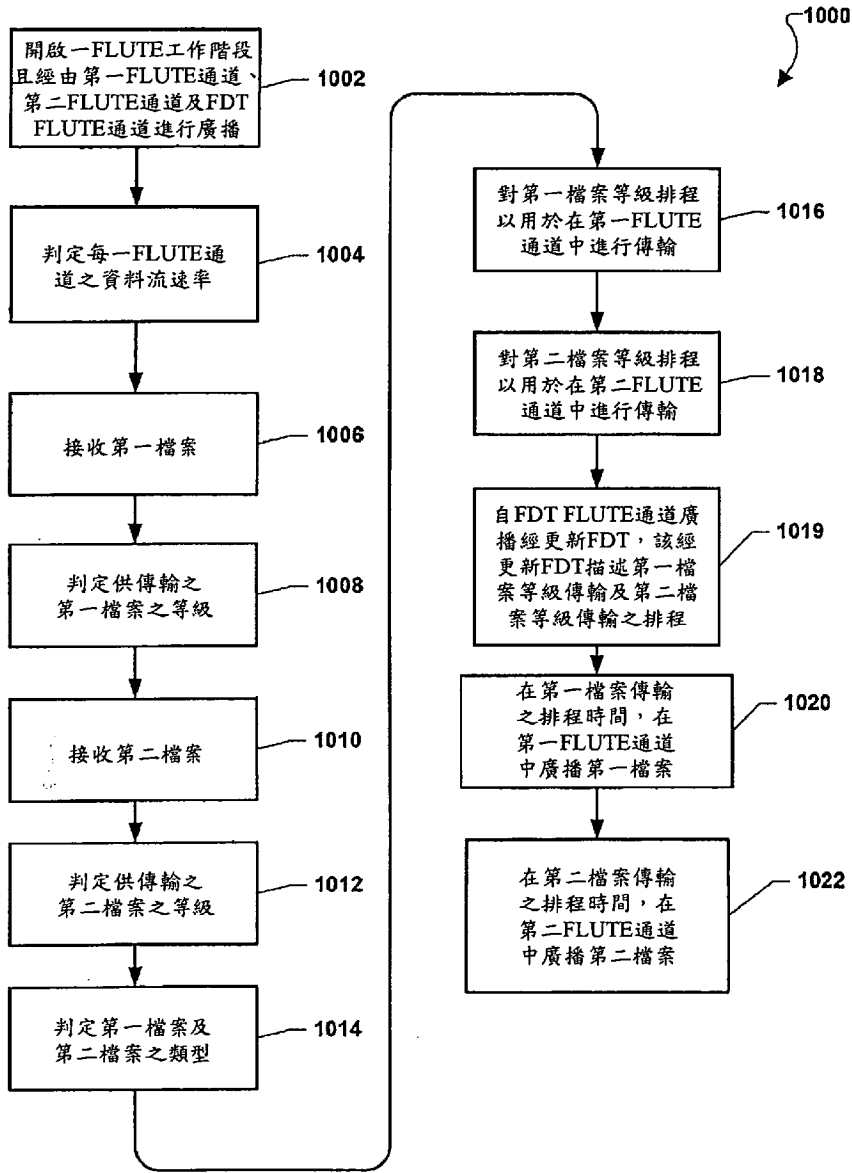 1000
開啟一FLUTE工作階段
且經由第一FLUTE通道、
第二FLUTE通道及FDT
FLUTE通道進行廣播
1002
判定每一FLUTE通
道之資料流速率
1004
接收第一檔案
1006
判定供傳輸之
第一檔案之等級
1008
接收第二檔案
1010
判定供傳輸之
第二檔案之等級
1012
判定第一檔案及
第二檔案之類型
1014
對第一檔案等級排程
以用於在第一FLUTE
通道中進行傳輸
1016
對第二檔案等級排程
以用於在第二FLUTE
通道中進行傳輸
1018
自FDT FLUTE通道廣
播經更新FDT,該經
更新FDT描述第一檔
案等級傳輸及第二檔
案等級傳輸之排程
1019
在第一檔案傳輸
之排程時間,在
第一FLUTE通道
中廣播第一檔案
1020
在第二檔案傳輸
之排程時間,在
第二FLUTE通道
中廣播第二檔案
1022